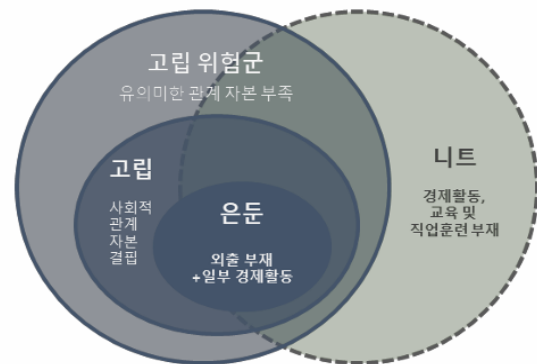 고립 위험군
유의미한 관계 자본 부족
고립
사회적
관계
자본
결핍
은둔
외출 부재
+일부 경제활동
니트
경제활동,
교육 및
직업훈련 부재